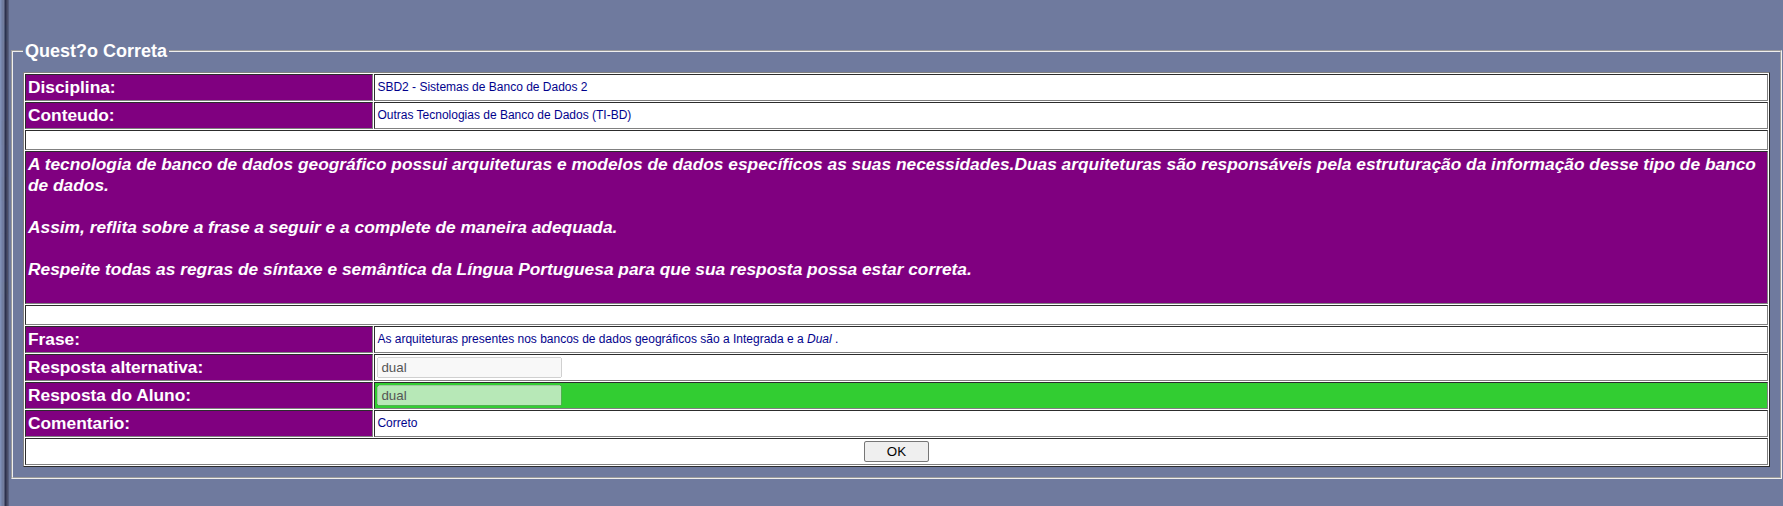 Quest?o Correta
Disciplina: SBD2 - Sistemas de Banco de Dados 2
Conteudo: Outras Tecnologias de Banco de Dados (TI-BD)
A tecnologia de banco de dados geográfico possui arquiteturas e modelos de dados específicos as suas necessidades.Duas arquiteturas são responsáveis pela estruturação da informação desse tipo de banco
de dados.
Assim, reflita sobre a frase a seguir e a complete de maneira adequada.
Respeite todas as regras de síntaxe e semântica da Língua Portuguesa para que sua resposta possa estar correta.
Frase: As arquiteturas presentes nos bancos de dados geográficos são a Integrada e a Dual .
Resposta alternativa: dual
Resposta do Aluno: dual
Comentario: Correto
OK